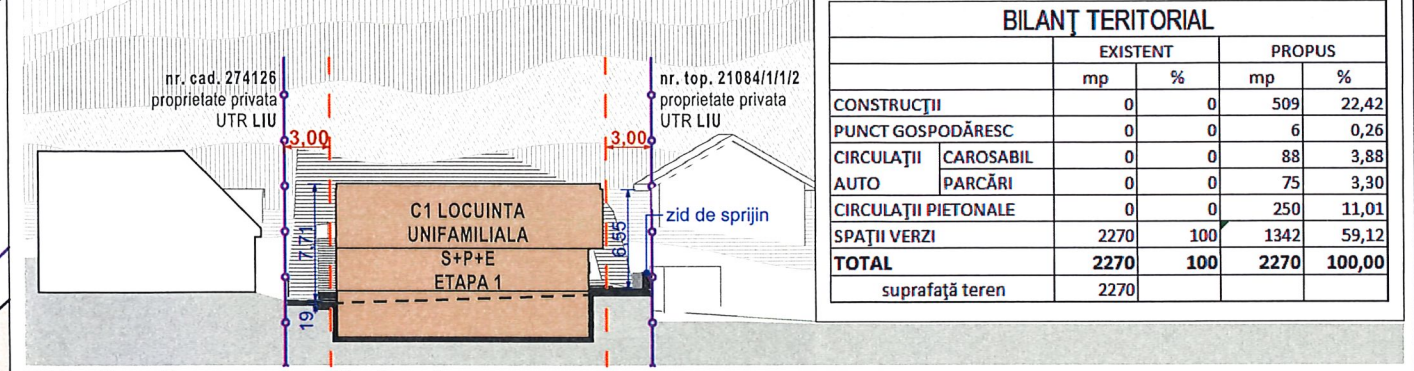 nr. cad. 274126
proprietate privata
UTR LIU
3,00
3,00
nr. top. 21084/1/1/2
proprietate privata
UTR LIU
C1 LOCUINTA
UNIFAMILIALA
S+P+E
ETAPA 1
7.71
6.55
19
zid de sprijin
BILANŢ TERITORIAL
EXISTENT PROPUS
mp % mp %
CONSTRUCŢII 0 0 509 22,42
PUNCT GOSPODĂRESC 0 0 6 0,26
CIRCULAŢII CAROSABIL 0 0 88 3,88
AUTO PARCĂRI 0 0 75 3,30
CIRCULAŢII PIETONALE 0 0 250 11,01
SPAŢII VERZI 2270 100 1342 59,12
TOTAL 2270 100 2270 100,00
suprafaţă teren 2270